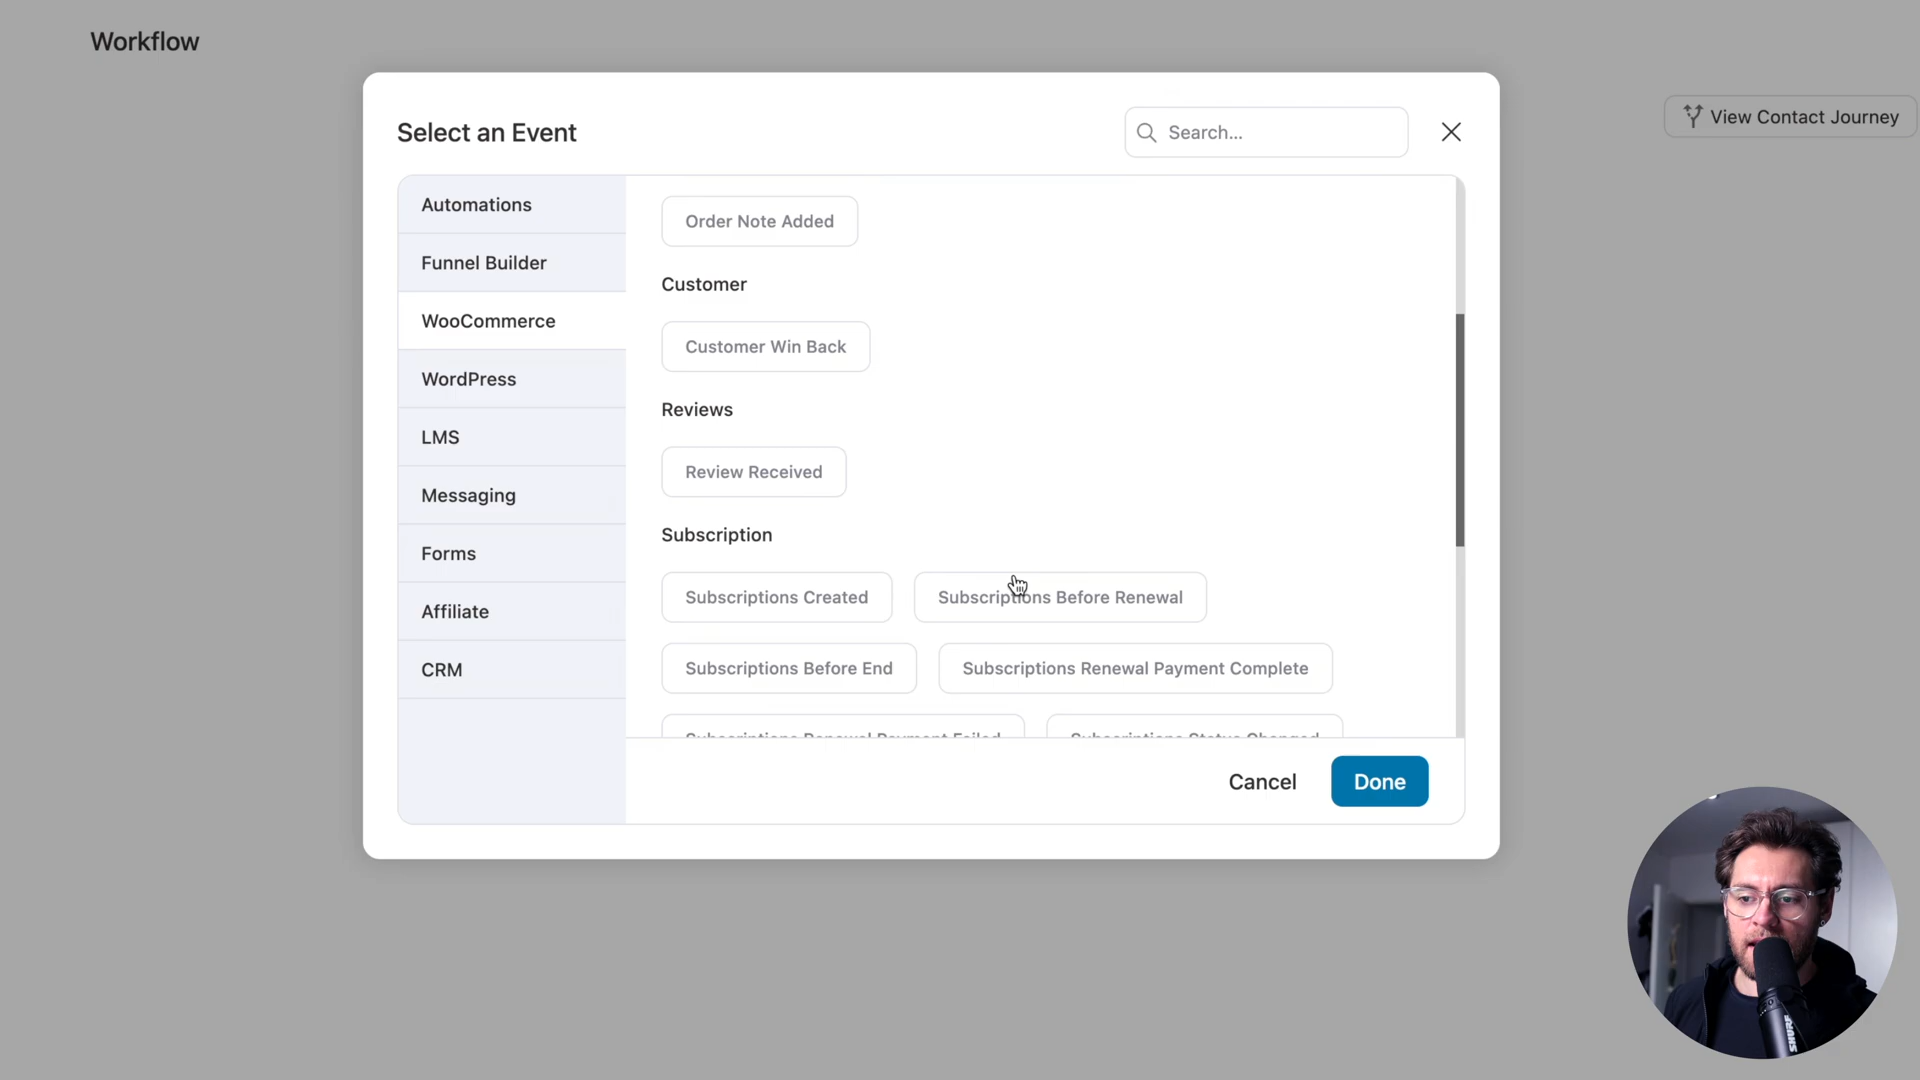 Workflow
View Contact Journey
Select an Event
Search...
Automations
Funnel Builder
WooCommerce
WordPress
LMS
Messaging
Forms
Affiliate
CRM
Order Note Added
Customer
Customer Win Back
Reviews
Review Received
Subscription
Subscriptions Created
Subscriptions Before Renewal
Subscriptions Before End
Subscriptions Renewal Payment Complete
Subscriptions Renewal Payment Failed
Subscriptions Status Changed
Cancel
Done
SHURE